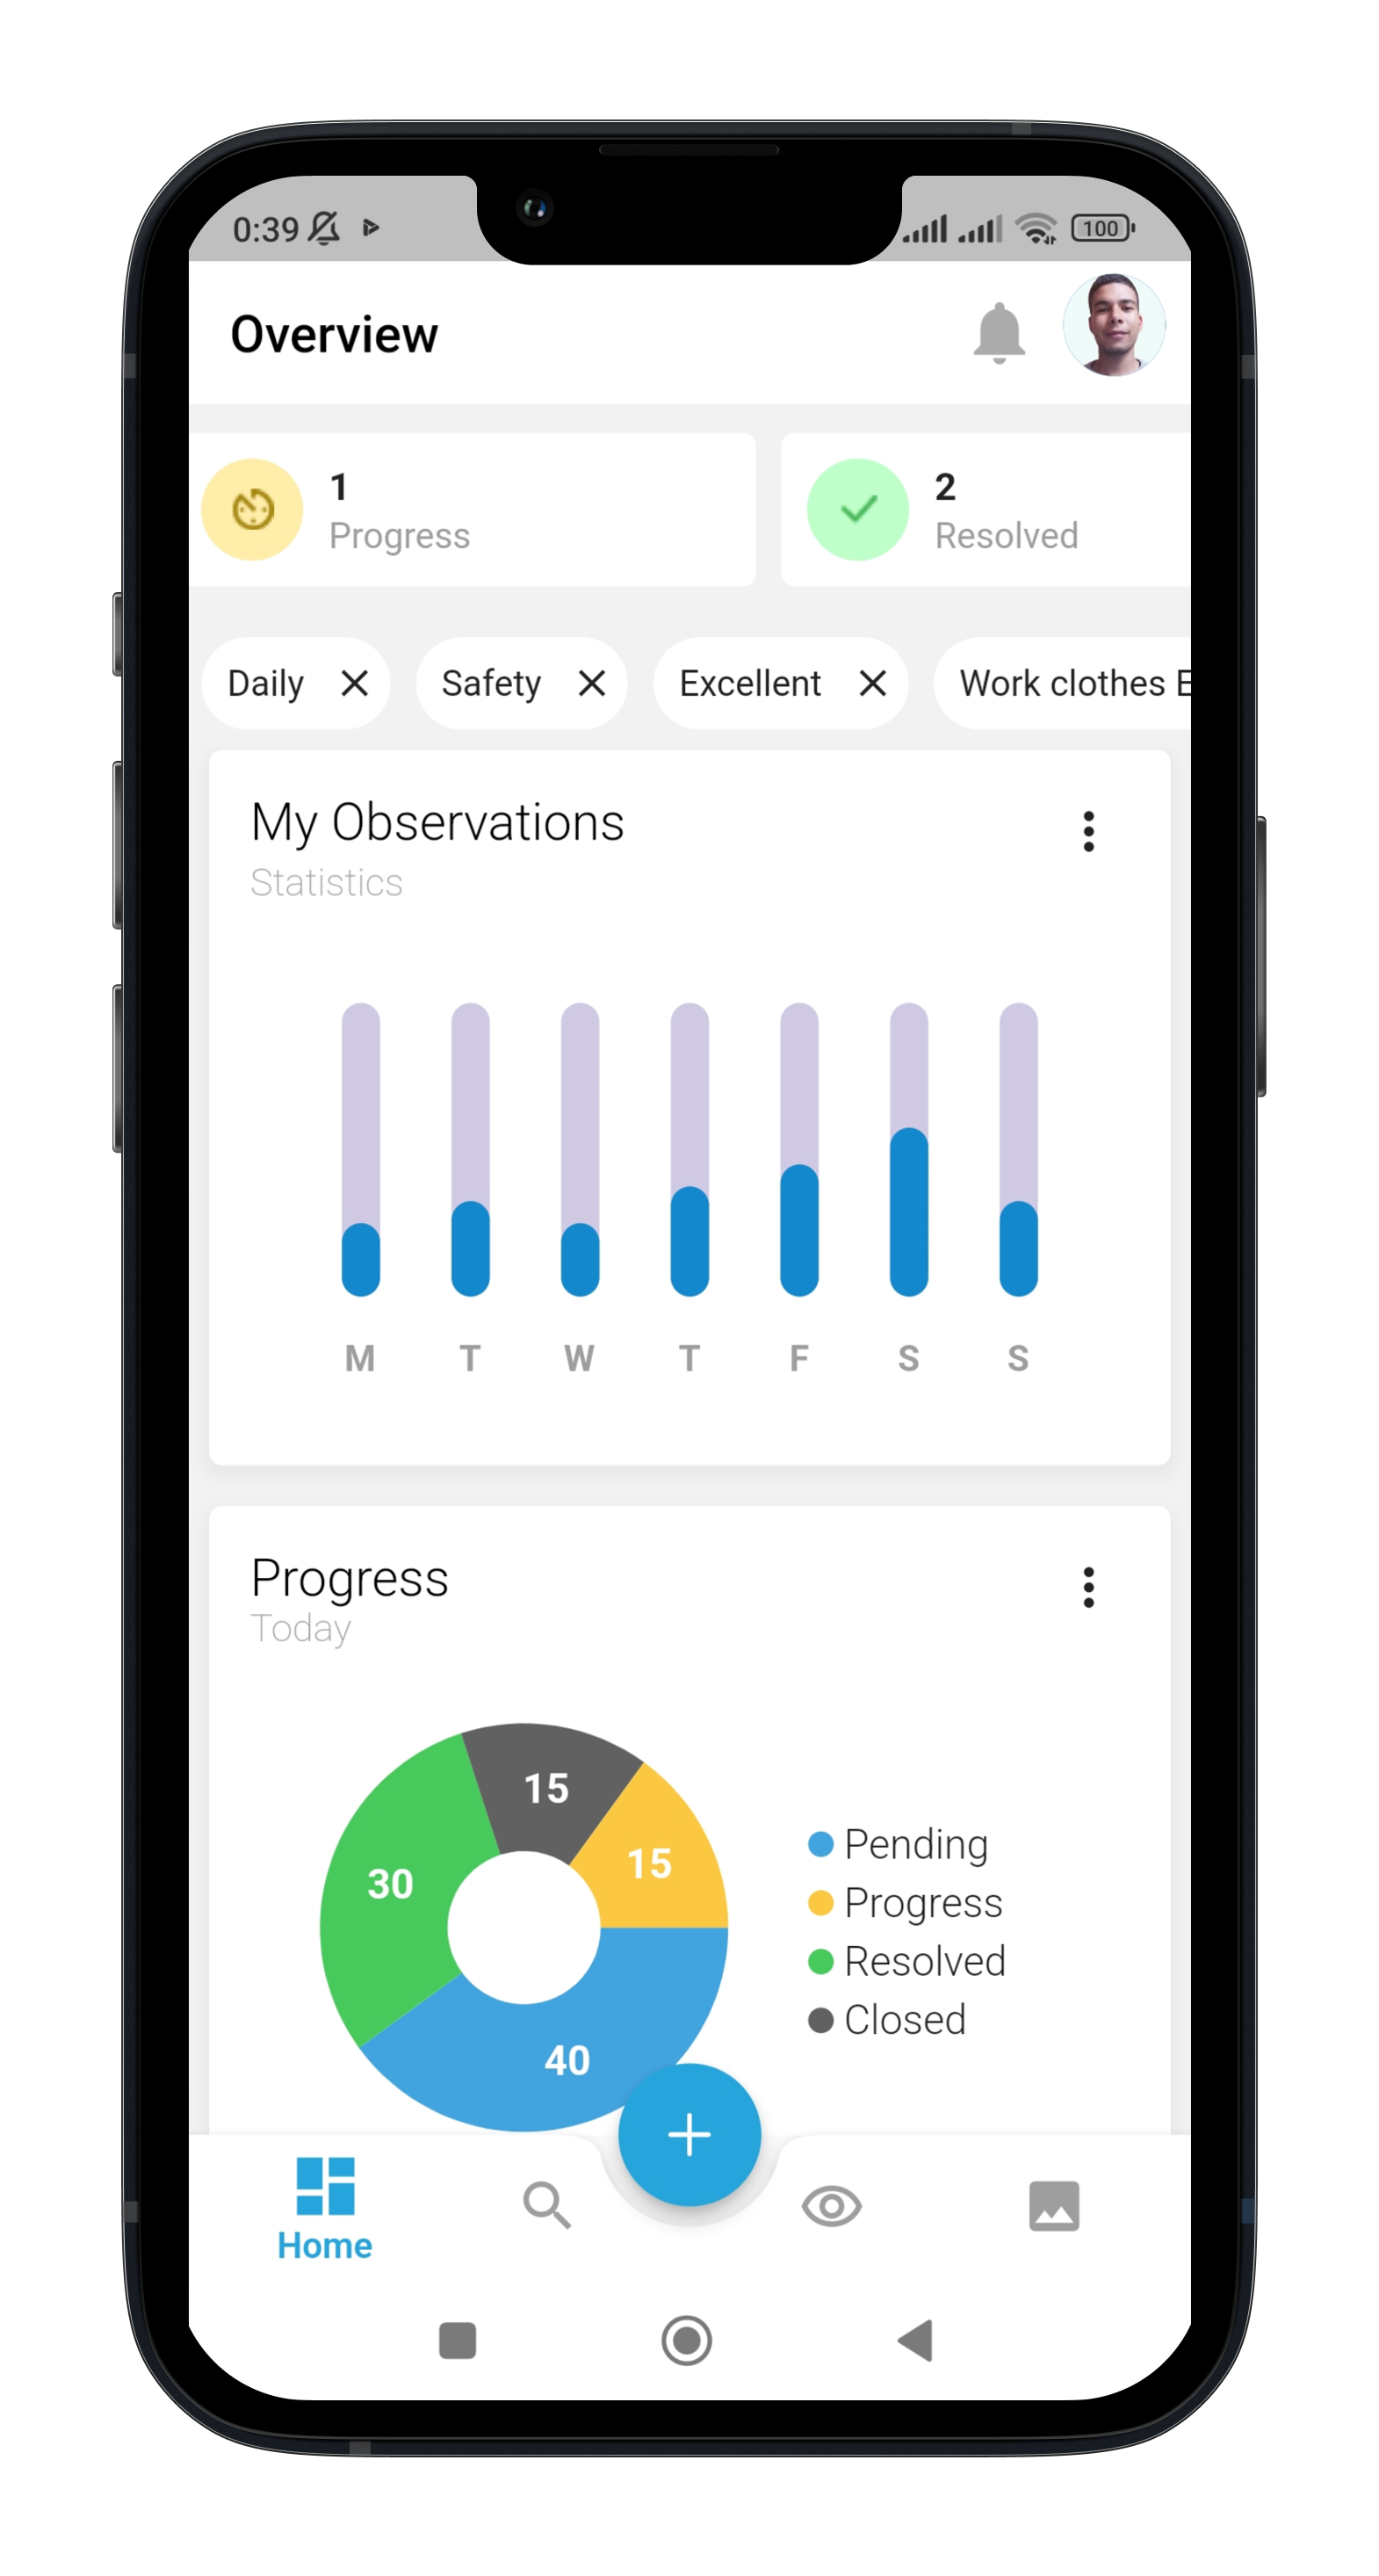 0:39
100
Overview
1
Progress
2
Resolved
Daily
Safety
Excellent
Work clothes
My Observations
Statistics
M T W T F S S
Progress
Today
15
15
30
40
Pending
Progress
Resolved
Closed
Home